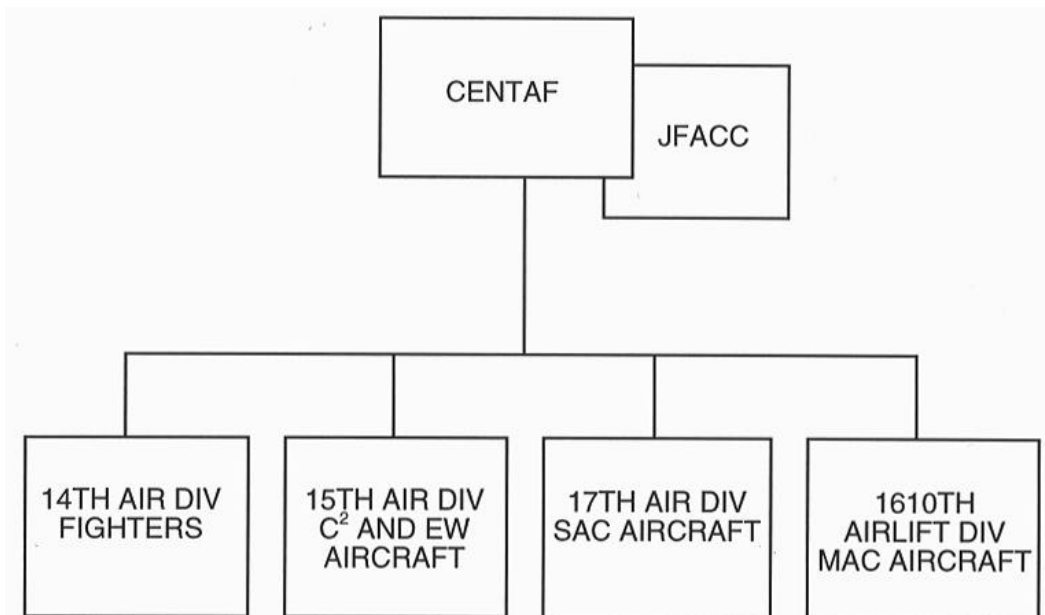 CENTAF
JFACC
14TH AIR DIV
FIGHTERS
15TH AIR DIV
C² AND EW
AIRCRAFT
17TH AIR DIV
SAC AIRCRAFT
1610TH
AIRLIFT DIV
MAC AIRCRAFT